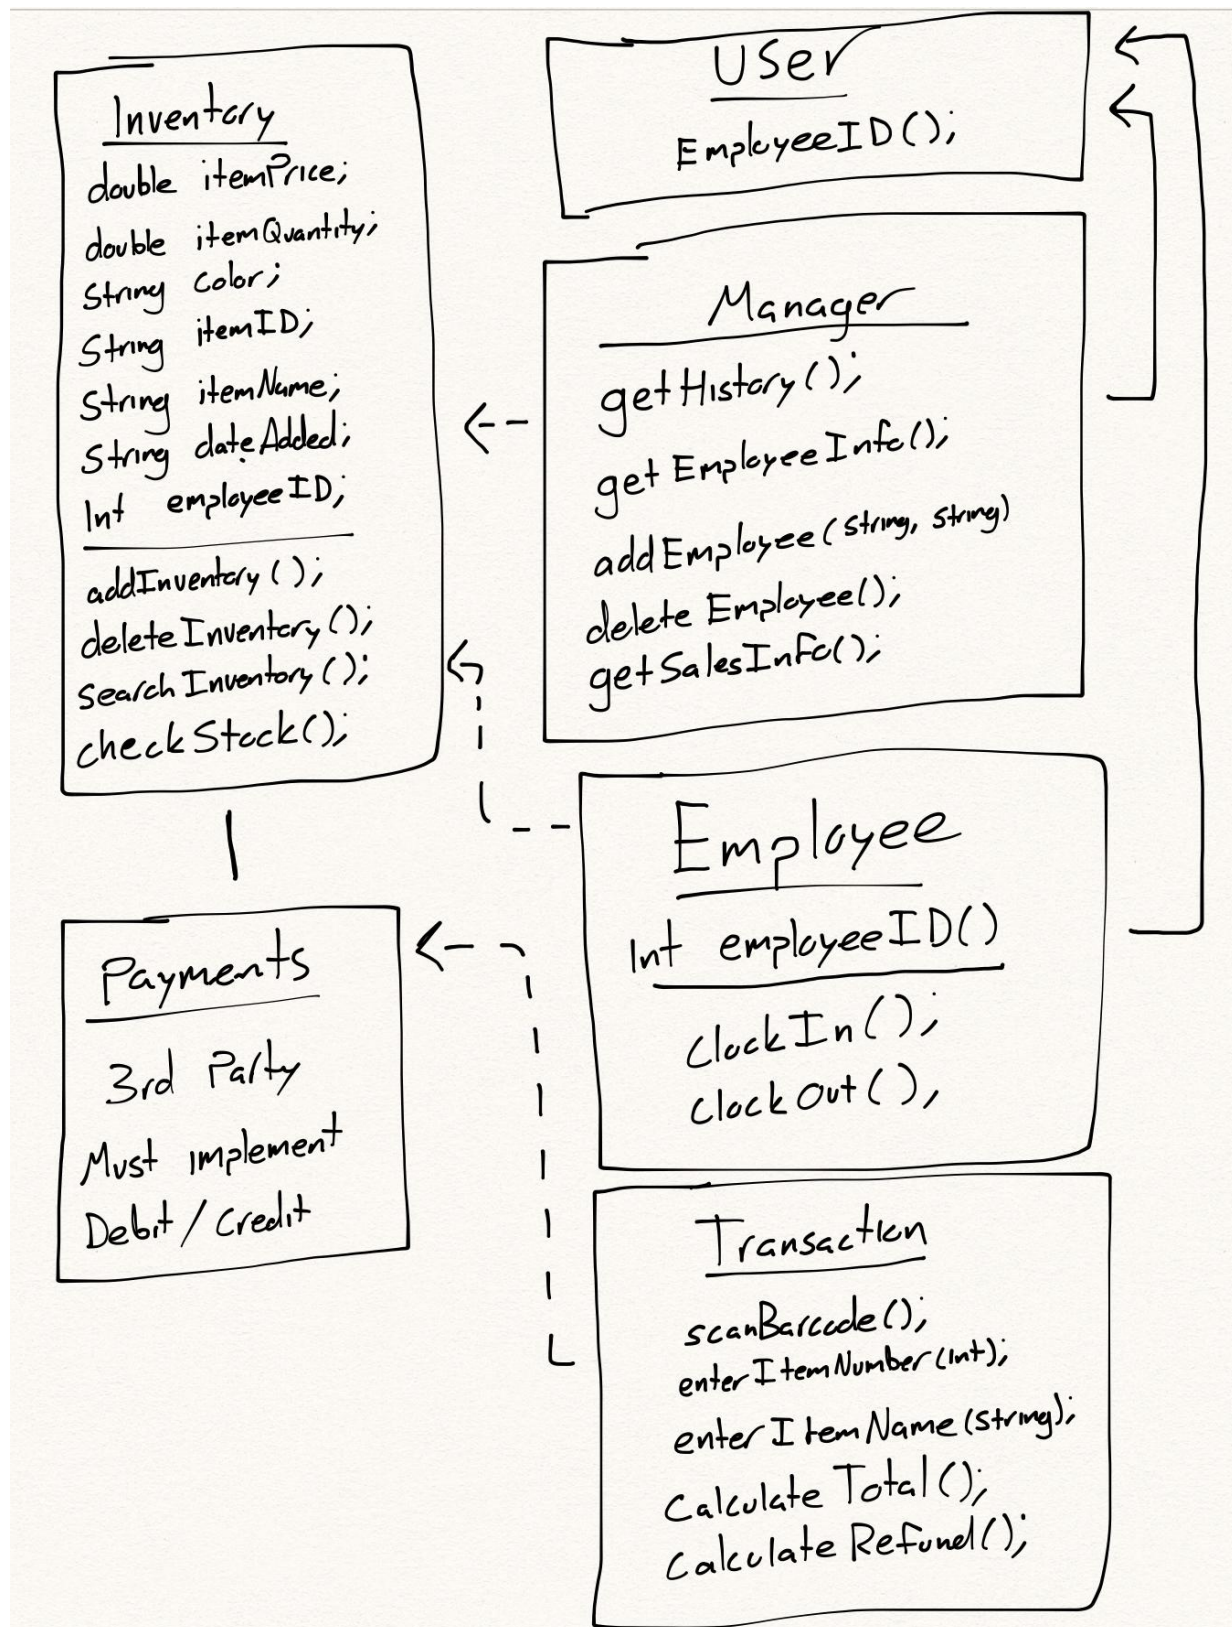 Inventory
double itemPrice;
double itemQuantity;
String color;
String itemID;
String itemName;
String dateAdded;
Int employeeID;
addInventory();
deleteInventory();
searchInventory();
checkStock();
Payments
3rd Party
Must implement
Debit/Credit
User
EmployeeID();
Manager
getHistory();
getEmployeeInfo();
addEmployee(string, string)
deleteEmployee();
getSalesInfo();
Employee
Int employeeID()
ClockIn();
ClockOut(),
Transaction
scanBarcode();
enterItemNumber(int);
enterItemName(string);
Calculate Total();
Calculate Refund();